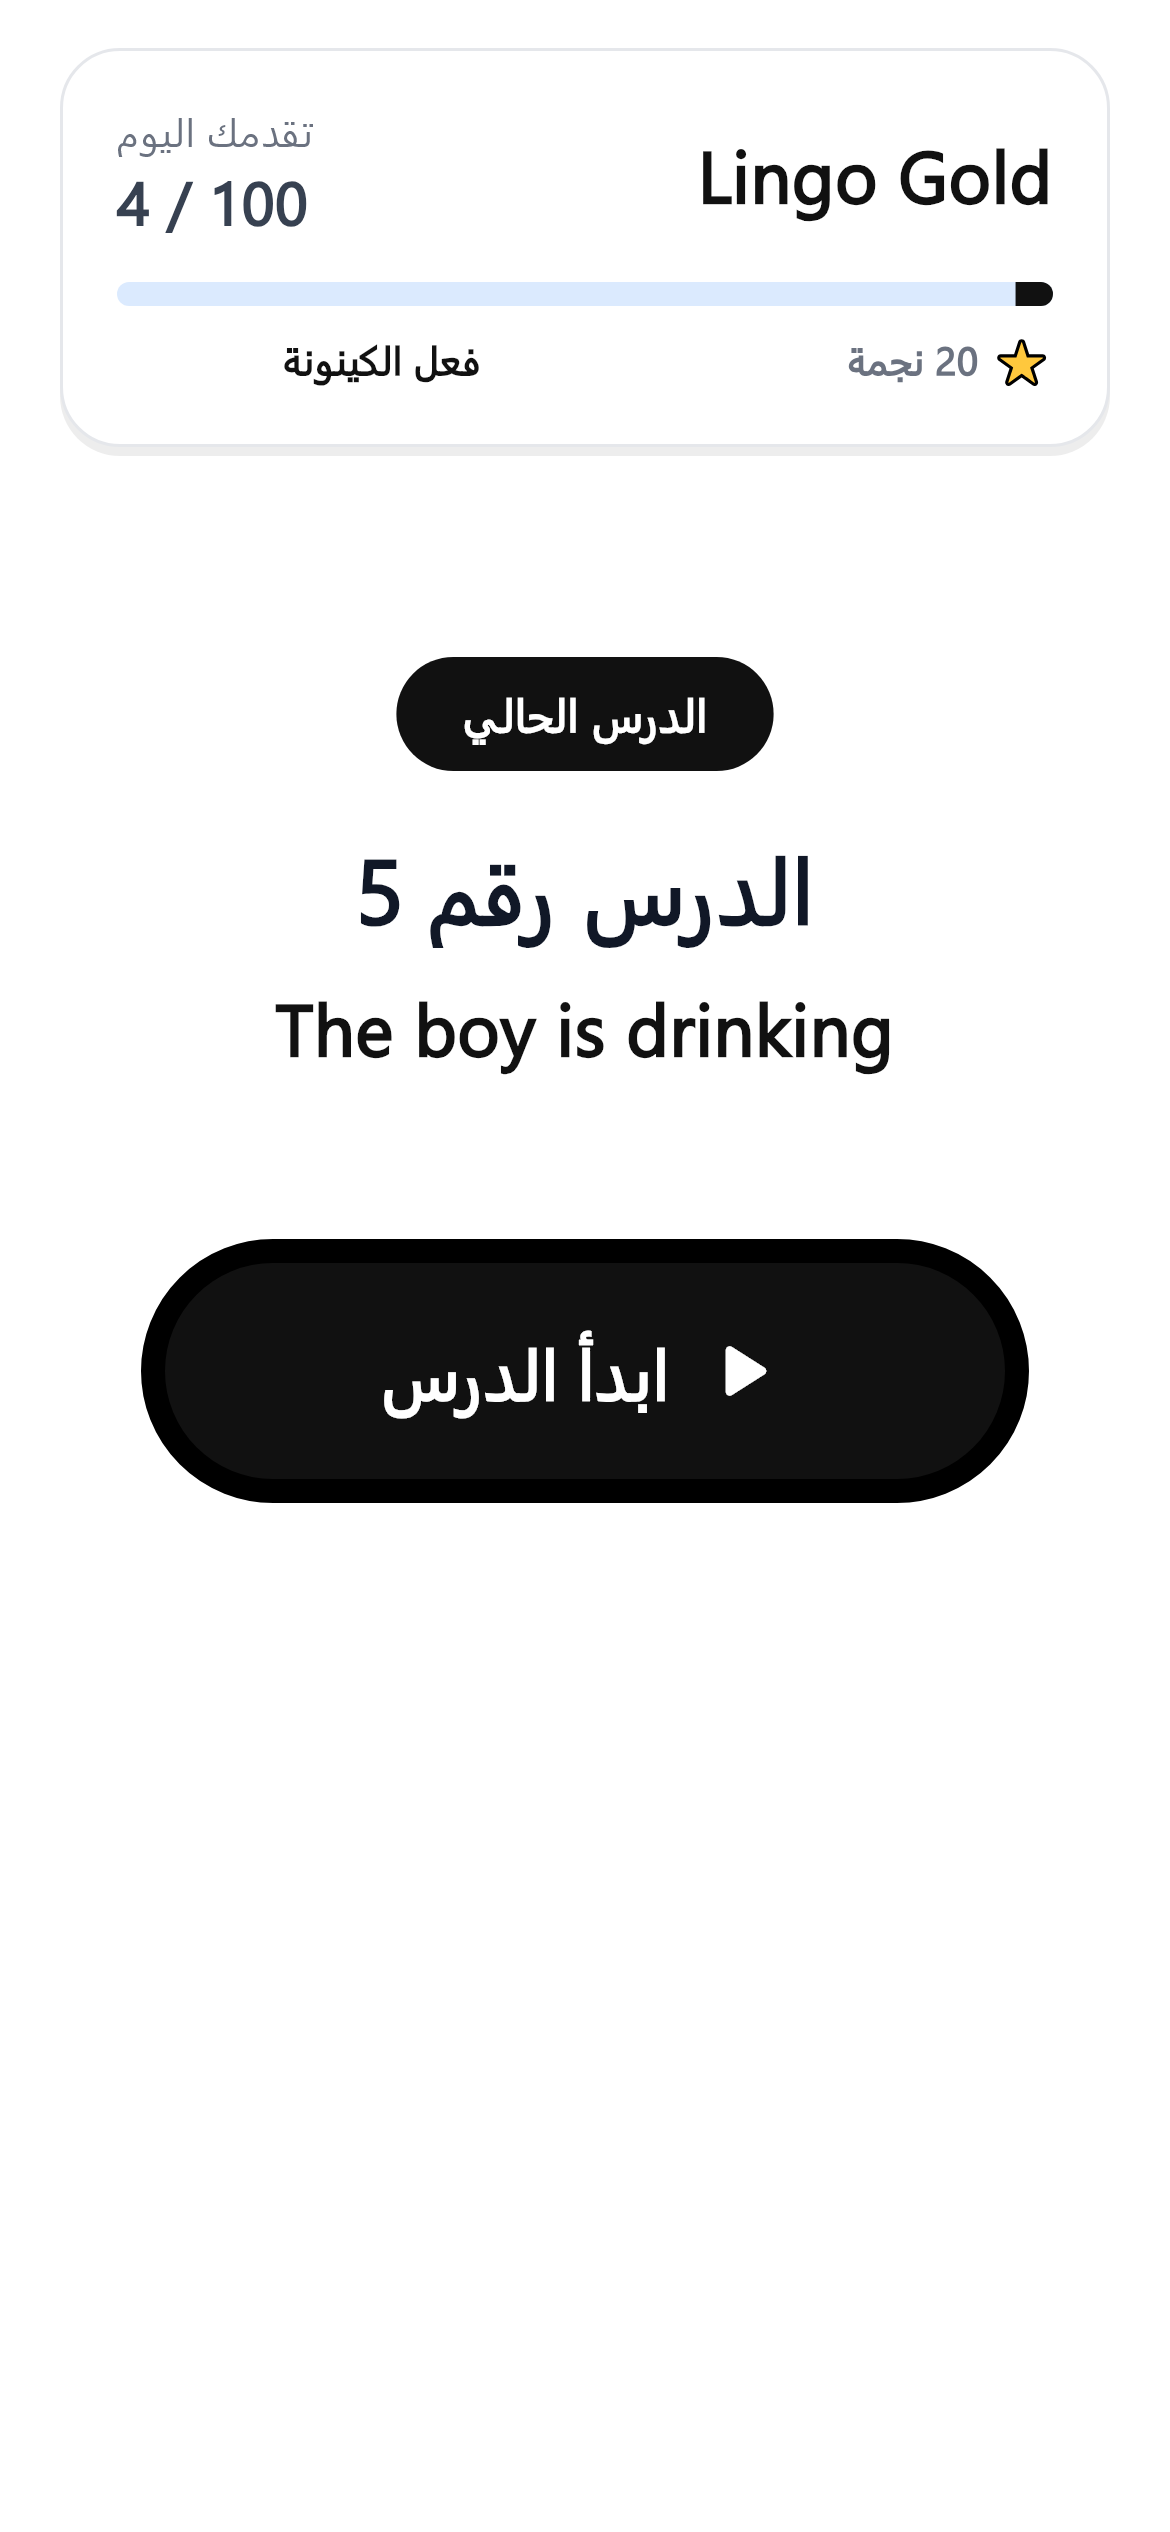 Lingo Gold
تقدمك اليوم
4 / 100
20 نجمة
فعل الكينونة
الدرس الحالي
الدرس رقم 5
The boy is drinking
ابدأ الدرس